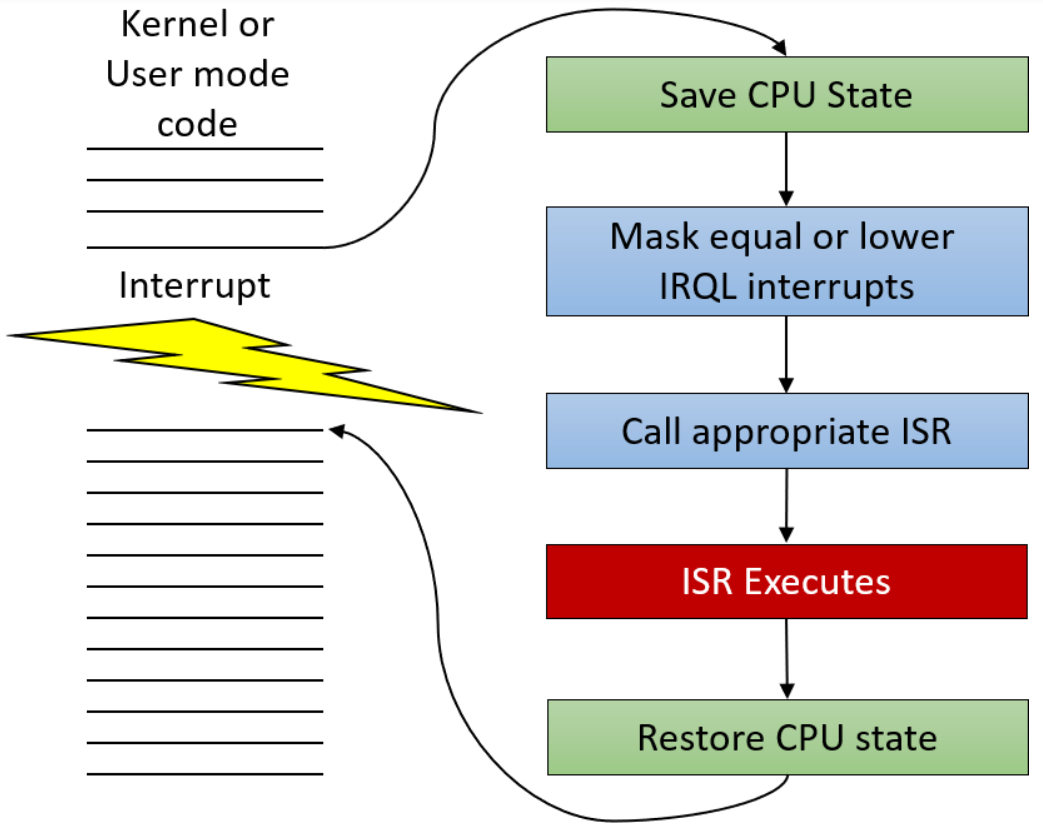 Kernel or
User mode
code
Interrupt
Save CPU State
Mask equal or lower
IRQL interrupts
Call appropriate ISR
ISR Executes
Restore CPU state